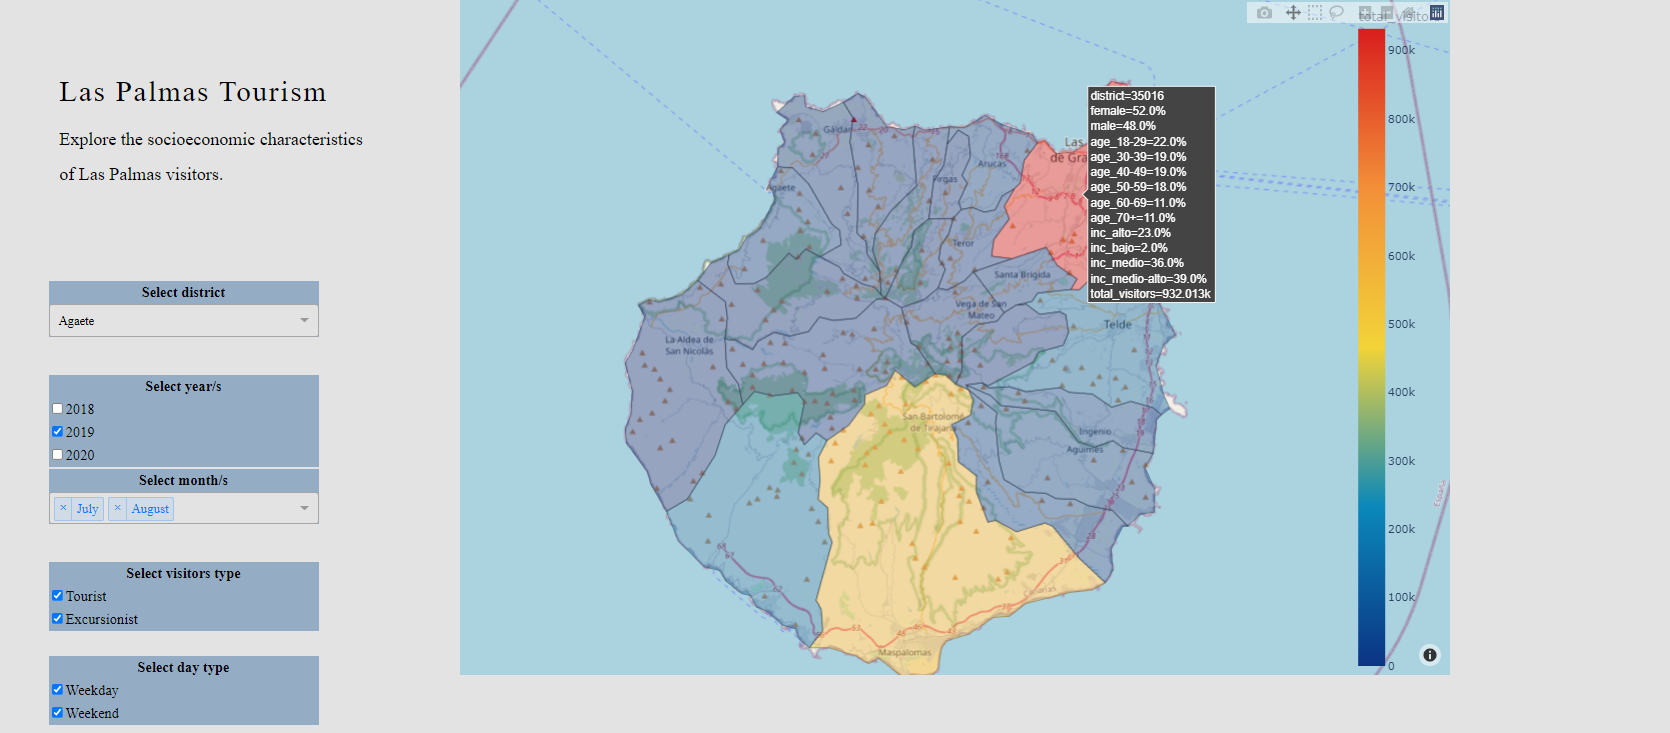 Las Palmas Tourism
Explore the socioeconomic characteristics
of Las Palmas visitors.
Select district
Agaete
Select year/s
2018
2019
2020
Select month/s
× July × August
Select visitors type
Tourist
Excursionist
Select day type
Weekday
Weekend
district=35016
female=52.0%
male=48.0%
age_18-29=22.0%
age_30-39=19.0%
age_40-49=19.0%
age_50-59=18.0%
age_60-69=11.0%
age_70+=11.0%
inc_alto=23.0%
inc_bajo=2.0%
inc_medio=36.0%
inc_medio-alto=39.0%
total_visitors=932.013k
Las
de Gra
Gáldar
Arucas
Firgas
Agaete
Teror
Santa Brígida
Vega de San
Mateo
Telde
La Aldea de
San Nicolás
San Bartolomé
de Tirajana
Ingenio
Agüimes
Maspalomas
España
900k
800k
700k
600k
500k
400k
300k
200k
100k
0